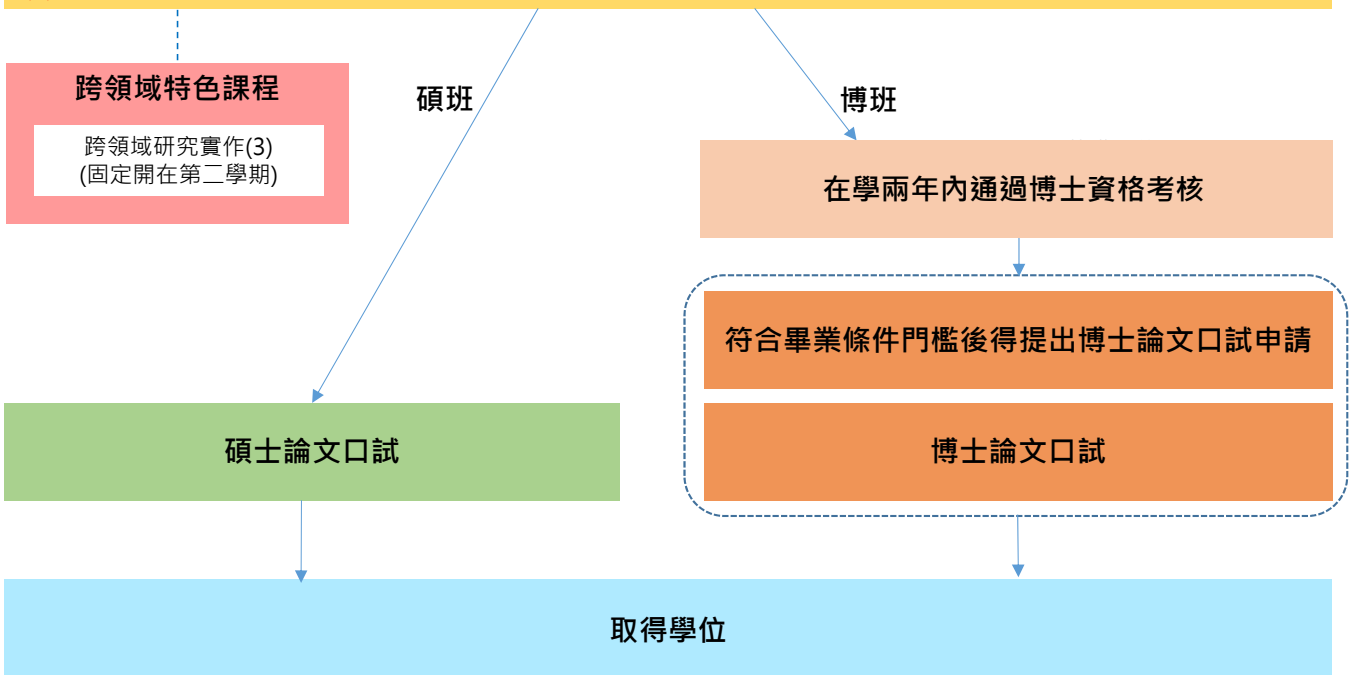 跨領域特色課程
跨領域研究實作(3)
(固定開在第二學期)
碩班
博班
在學兩年內通過博士資格考核
符合畢業條件門檻後得提出博士論文口試申請
碩士論文口試
博士論文口試
取得學位